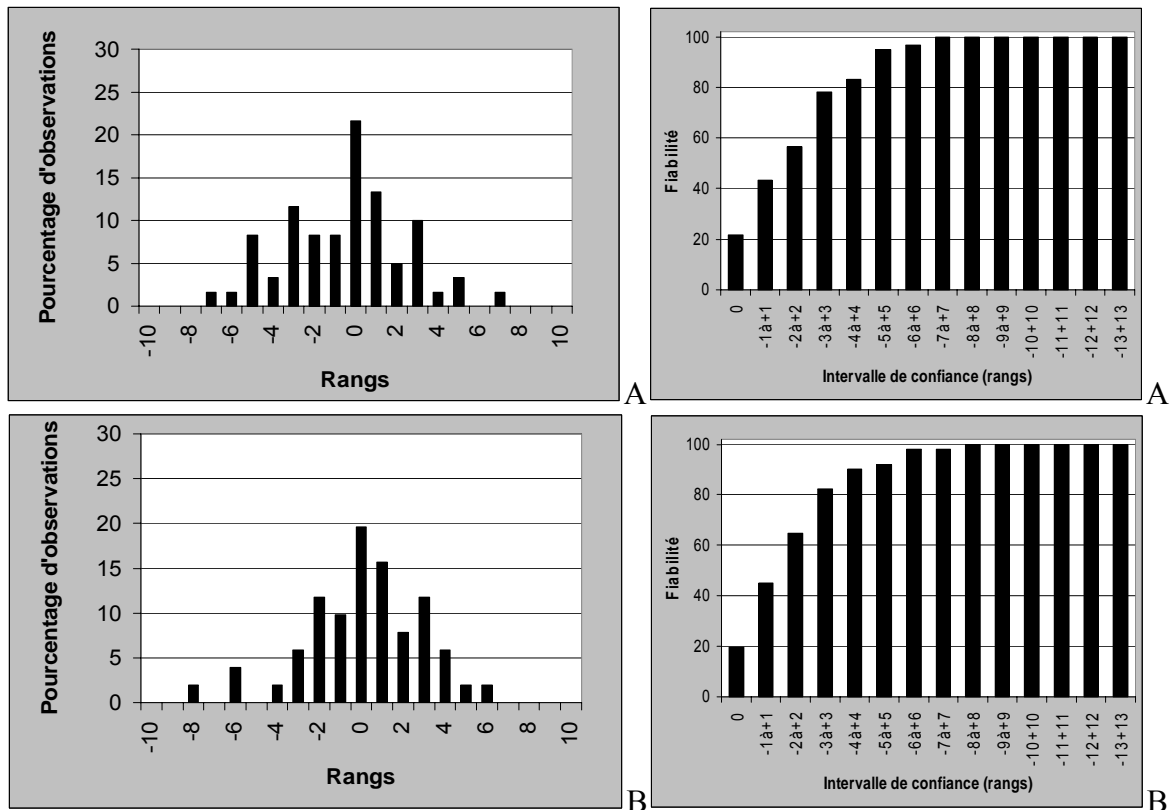 Pourcentage d'observations
30
25
20
15
10
5
0
-10
-8
-6
-4
-2
0
2
4
6
8
10
Rangs
A
Fiabilité
100
80
60
40
20
0
0
-1à+1
-2à+2
-3à+3
-4à+4
-5à+5
-6à+6
-7à+7
-8à+8
-9à+9
-10+10
-11+11
-12+12
-13+13
Intervalle de confiance (rangs)
A
Pourcentage d'observations
30
25
20
15
10
5
0
-10
-8
-6
-4
-2
0
2
4
6
8
10
Rangs
B
Fiabilité
100
80
60
40
20
0
0
-1à+1
-2à+2
-3à+3
-4à+4
-5à+5
-6à+6
-7à+7
-8à+8
-9à+9
-10+10
-11+11
-12+12
-13+13
Intervalle de confiance (rangs)
B